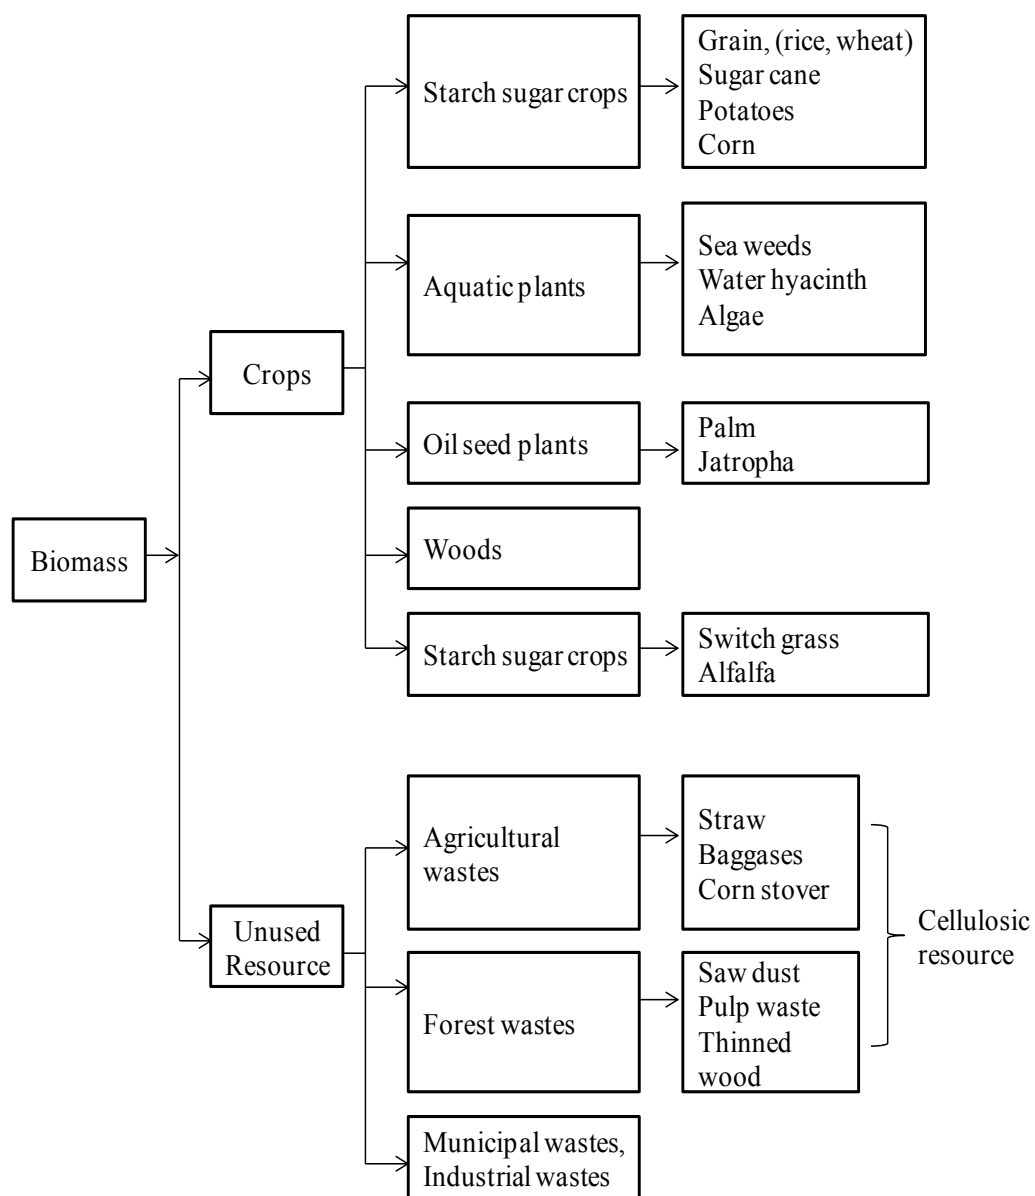 Grain, (rice, wheat)
Sugar cane
Potatoes
Corn
Starch sugar crops
Sea weeds
Water hyacinth
Algae
Aquatic plants
Crops
Oil seed plants
Palm
Jatropha
Biomass
Woods
Starch sugar crops
Switch grass
Alfalfa
Agricultural
wastes
Straw
Baggases
Corn stover
Cellulosic
resource
Unused
Resource
Forest wastes
Saw dust
Pulp waste
Thinned
wood
Municipal wastes,
Industrial wastes